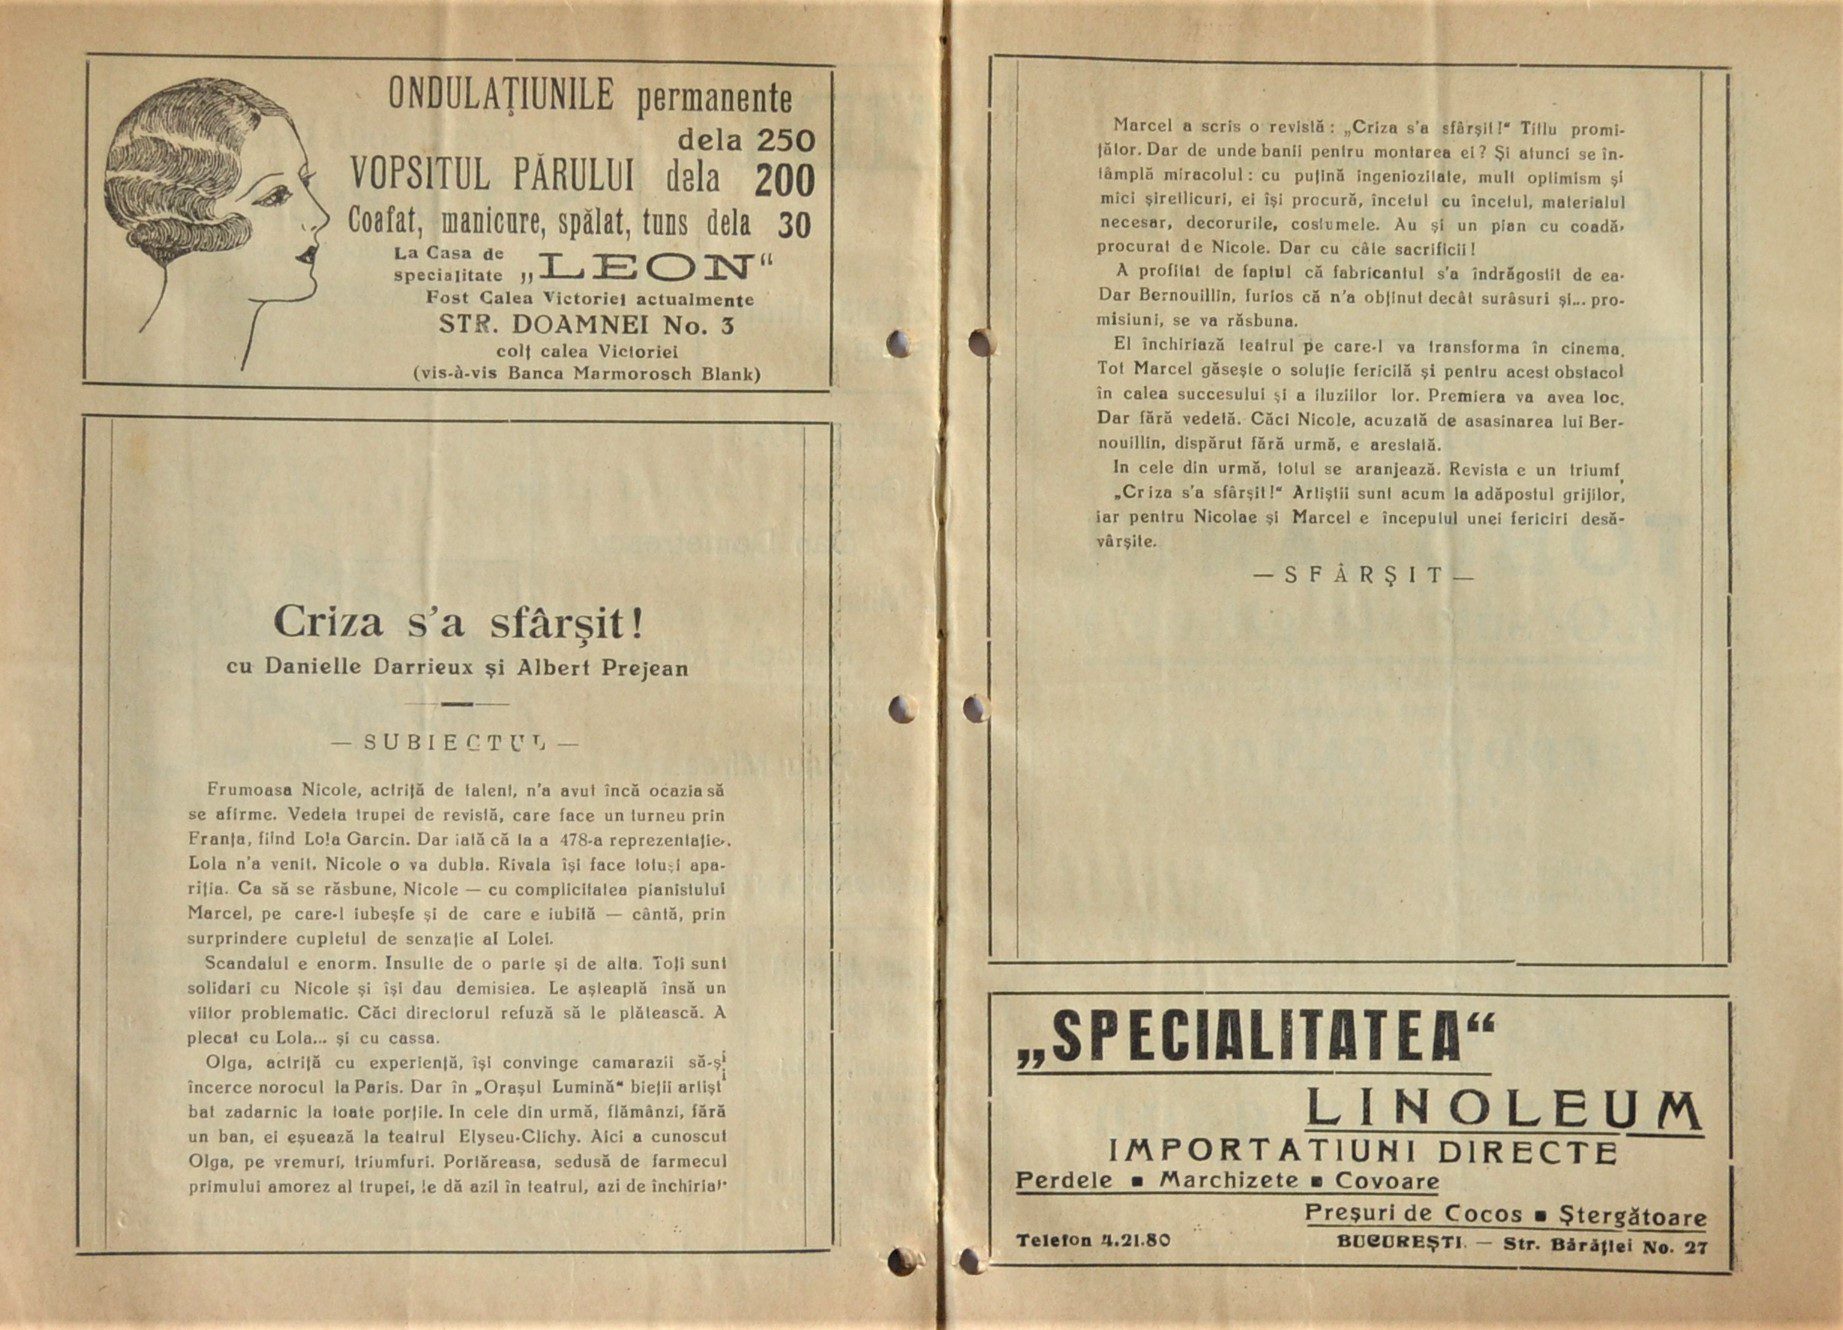 ONDULAȚIUNILE permanente
dela 250
VOPSITUL PĂRULUI dela 200
Coafat, manicure, spălat, tuns dela 30
La Casa de
specialitate „LEON“
Fost Calea Victoriei actualmente
STR. DOAMNEI No. 3
colț calea Victoriei
(vis-à-vis Banca Marmorosch Blank)
Criza s’a sfârșit!
cu Danielle Darrieux și Albert Prejean
— SUBIECTUL —
Frumoasa Nicole, actriță de talent, n’a avut încă ocazia să
se afirme. Vedeta trupei de revistă, care face un turneu prin
Franța, fiind Lola Garcin. Dar iată că la a 478-a reprezentație,
Lola n’a venit. Nicole o va dubla. Rivala își face totuși apa-
riția. Ca să se răsbune, Nicole — cu complicitatea pianistului
Marcel, pe care-l iubește și de care e iubită — cântă, prin
surprindere cupletul de senzație al Lolei.
Scandalul e enorm. Insulte de o parte și de alta. Toți sunt
solidari cu Nicole și își dau demisiea. Le așteaptă însă un
viitor problematic. Căci directorul refuză să le plătească. A
plecat cu Lola... și cu cassa.
Olga, actriță cu experiență, își convinge camarazii să-și
încerce norocul la Paris. Dar în „Orașul Lumină“ bieții artiști
bat zadarnic la toate porțile. In cele din urmă, flămânzi, fără
un ban, ei eșuează la teatrul Elyseu-Clichy. Aici a cunoscut
Olga, pe vremuri, triumfuri. Portăreasa, sedusă de farmecul
primului amorez al trupei, le dă azil în teatrul, azi de închiriat.
Marcel a scris o revistă: „Criza s’a sfârșit!“ Titlu promi-
țător. Dar de unde banii pentru montarea ei? Și atunci se în-
tâmplă miracolul: cu puțină ingeniozitate, mult optimism și
mici șiretlicuri, ei își procură, încetul cu încetul, materialul
necesar, decorurile, costumele. Au și un pian cu coadă,
procurat de Nicole. Dar cu câte sacrificii!
A profitat de faptul că fabricantul s’a îndrăgostit de ea.
Dar Bernouillin, furios că n’a obținut decât surâsuri și... pro-
misiuni, se va răsbuna.
El închiriază teatrul pe care-l va transforma în cinema.
Tot Marcel găsește o soluție fericilă și pentru acest obstacol
în calea succesului și a iluziilor lor. Premiera va avea loc.
Dar fără vedetă. Căci Nicole, acuzată de asasinarea lui Ber-
nouillin, dispărut fără urmă, e arestată.
In cele din urmă, totul se aranjează. Revista e un triumf,
„Criza s’a sfârșit!“ Artiștii sunt acum la adăpostul grijilor,
iar pentru Nicolae și Marcel e începutul unei fericiri desă-
vârșite.
— SFÂRȘIT —
„SPECIALITATEA“
LINOLEUM
IMPORTATIUNI DIRECTE
Perdele ▪ Marchizete ▪ Covoare
Preșuri de Cocos ▪ Ștergătoare
Telefon 4.21.80 BUCUREȘTI. — Str. Bărăției No. 27